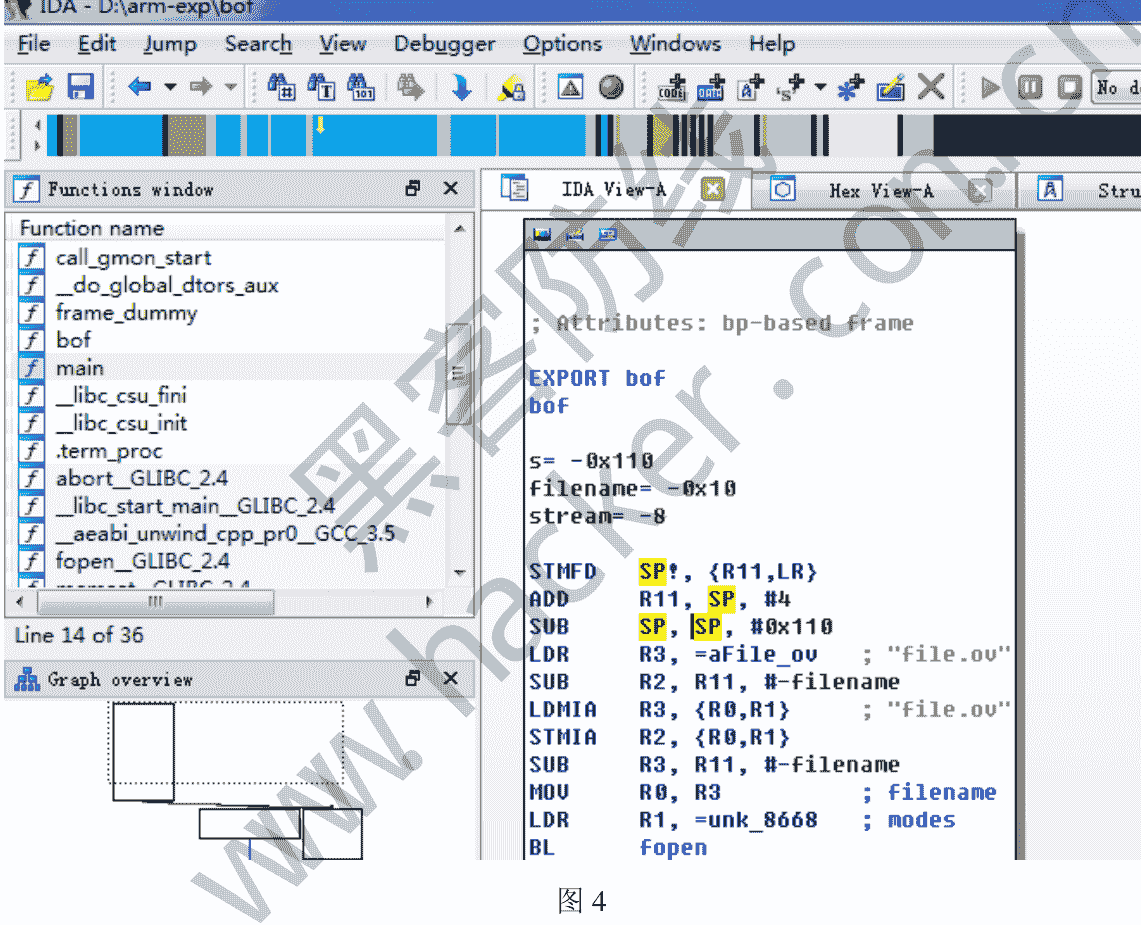 IDA - D:\arm-exp\bof
File Edit Jump Search View Debugger Options Windows Help
No d
Functions window
IDA View-A
Hex View-A
Stru
Function name
call_gmon_start
__do_global_dtors_aux
frame_dummy
bof
main
__libc_csu_fini
__libc_csu_init
.term_proc
abort__GLIBC_2.4
__libc_start_main__GLIBC_2.4
__aeabi_unwind_cpp_pr0__GCC_3.5
fopen__GLIBC_2.4
Line 14 of 36
Graph overview
; Attributes: bp-based frame
EXPORT bof
bof
s= -0x110
filename= -0x10
stream= -8
STMFD SP!, {R11,LR}
ADD R11, SP, #4
SUB SP, SP, #0x110
LDR R3, =aFile_ov ; "file.ov"
SUB R2, R11, #-filename
LDMIA R3, {R0,R1} ; "file.ov"
STMIA R2, {R0,R1}
SUB R3, R11, #-filename
MOV R0, R3 ; filename
LDR R1, =unk_8668 ; modes
BL fopen
黑客防线
www.hacker.com.cn
图 4